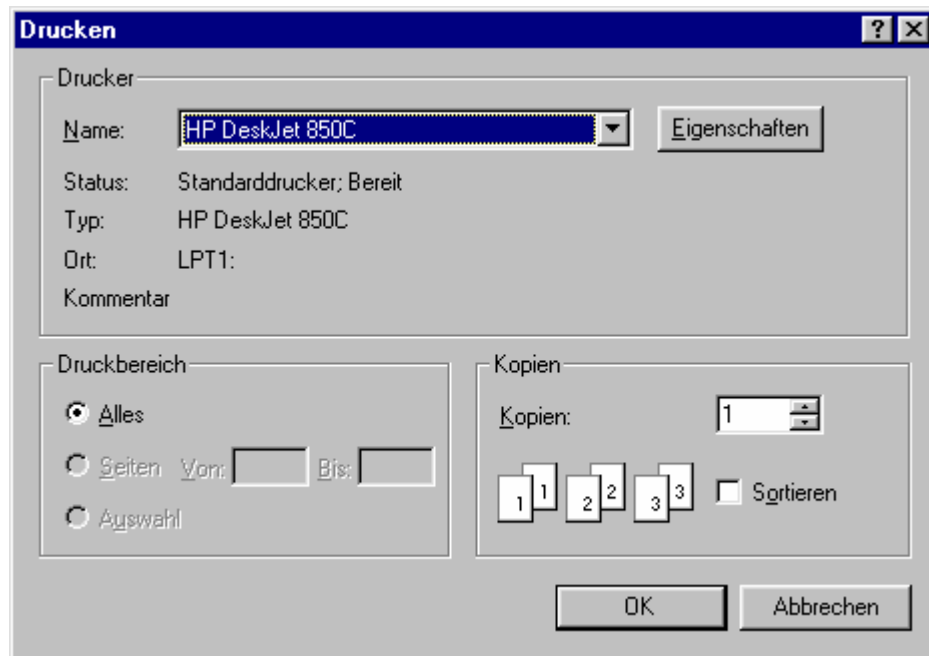 Drucken
Drucker
Name: HP DeskJet 850C Eigenschaften
Status: Standarddrucker; Bereit
Typ: HP DeskJet 850C
Ort: LPT1:
Kommentar
Druckbereich
Alles
Seiten Von: Bis:
Auswahl
Kopien
Kopien: 1
1 1 2 2 3 3 Sortieren
OK Abbrechen